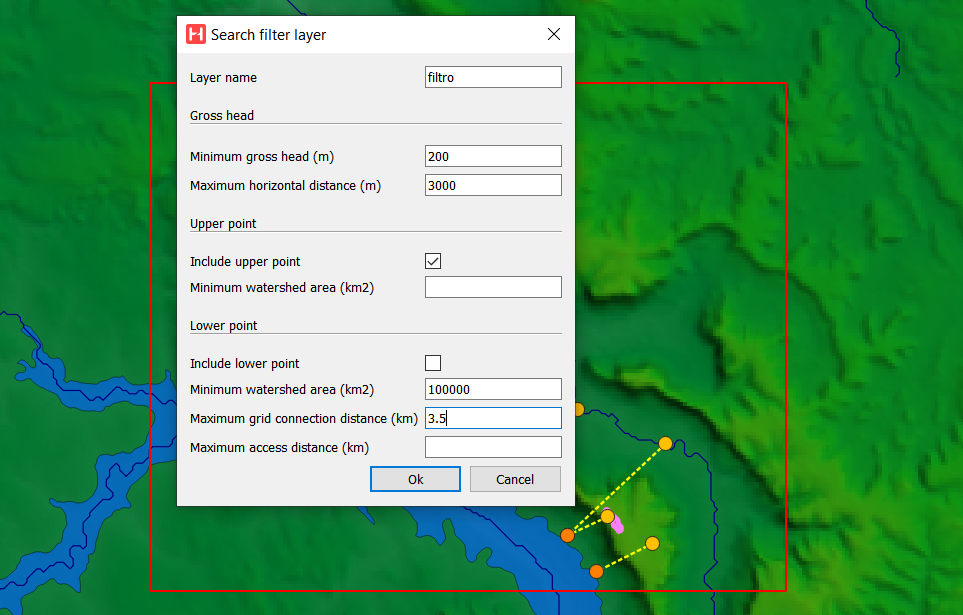 Search filter layer
Layer name filtro
Gross head
Minimum gross head (m) 200
Maximum horizontal distance (m) 3000
Upper point
Include upper point
Minimum watershed area (km2)
Lower point
Include lower point
Minimum watershed area (km2) 100000
Maximum grid connection distance (km) 3.5
Maximum access distance (km)
Ok Cancel